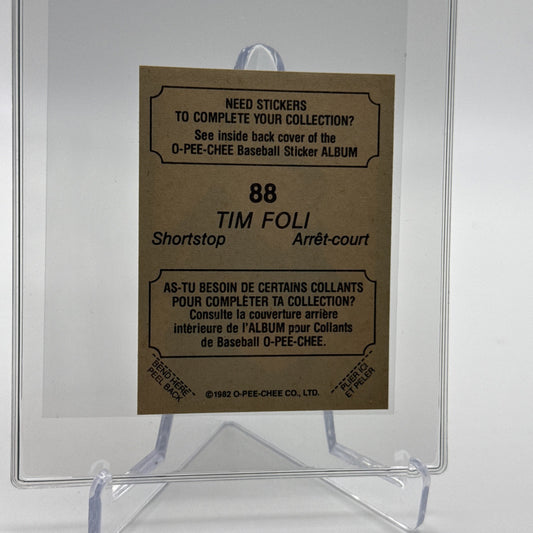 NEED STICKERS
TO COMPLETE YOUR COLLECTION?
See inside back cover of the
O-PEE-CHEE Baseball Sticker ALBUM
88
TIM FOLI
Shortstop Arrêt-court
AS-TU BESOIN DE CERTAINS COLLANTS
POUR COMPLÈTER TA COLLECTION?
Consulte la couverture arrière
intérieure de l'ALBUM pour Collants
de Baseball O-PEE-CHEE.
BEND HERE
PEEL BACK
PLIER ICI
ET PELER
©1982 O-PEE-CHEE CO., LTD.